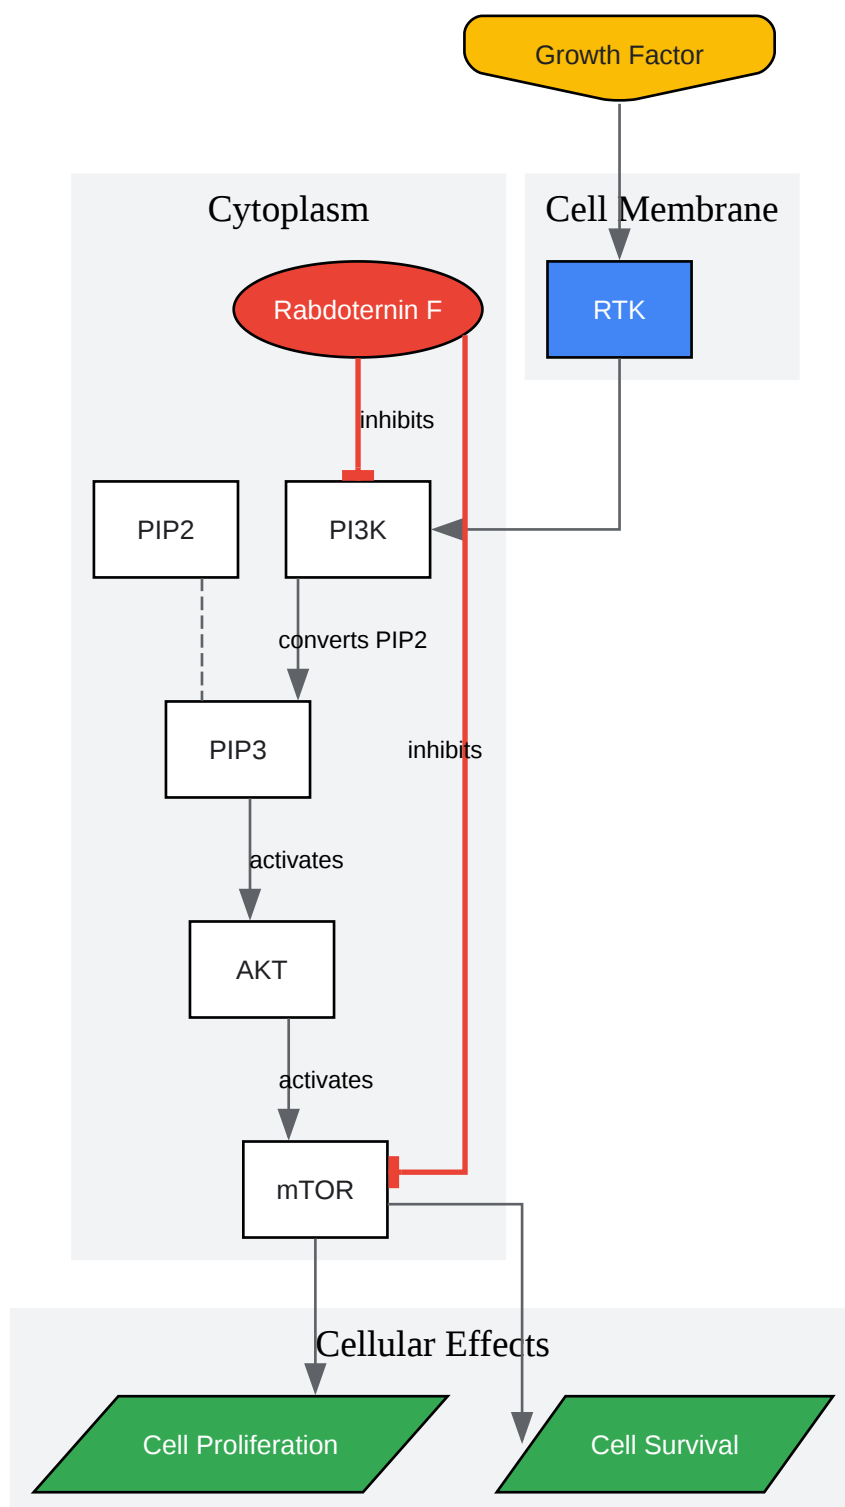 Growth Factor
Cytoplasm
Cell Membrane
Rabdoternin F
RTK
inhibits
PIP2
PI3K
converts PIP2
PIP3
inhibits
activates
AKT
activates
mTOR
Cellular Effects
Cell Proliferation
Cell Survival